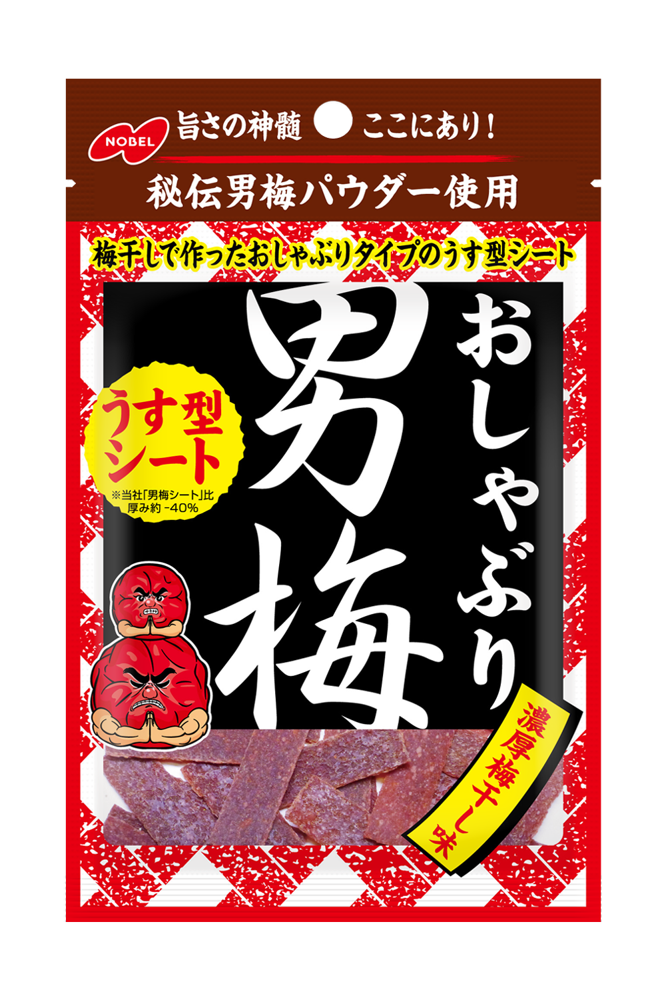 NOBEL
旨さの神髄 ここにあり!
秘伝男梅パウダー使用
梅干しで作ったおしゃぶりタイプのうす型シート
おしゃぶり
男梅
うす型
シート
※当社「男梅シート」比
厚み約-40%
濃厚梅干し味